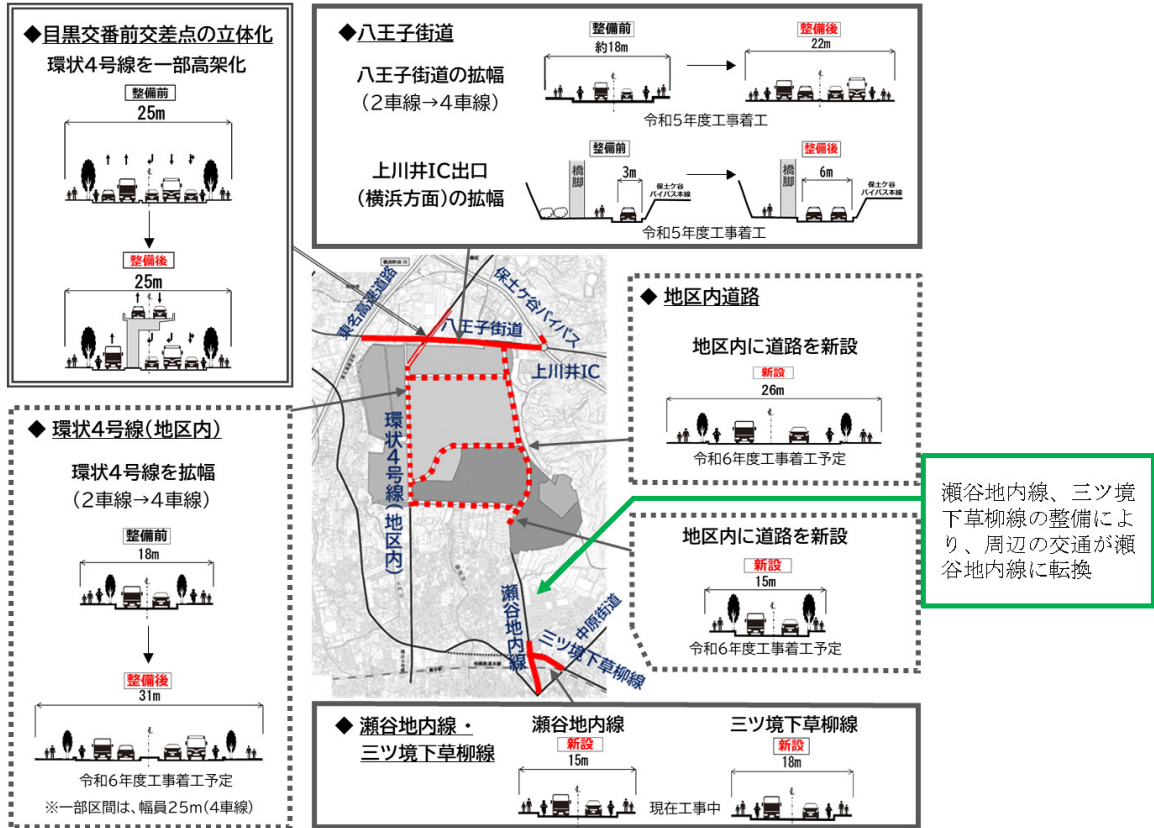 ◆目黒交番前交差点の立体化
環状4号線を一部高架化
整備前
25m
整備後
25m
◆八王子街道
八王子街道の拡幅
(2車線→4車線)
整備前
約18m
整備後
22m
令和5年度工事着工
上川井IC出口
(横浜方面)の拡幅
整備前
橋脚
3m
保土ケ谷
バイパス本線
整備後
橋脚
6m
保土ケ谷
バイパス本線
令和5年度工事着工
東名高速道路
八王子街道
保土ケ谷バイパス
上川井IC
環状4号線(地区内)
瀬谷地内線
中原街道
三ツ境下草柳線
◆ 地区内道路
地区内に道路を新設
新設
26m
令和6年度工事着工予定
地区内に道路を新設
新設
15m
令和6年度工事着工予定
瀬谷地内線、三ツ境
下草柳線の整備によ
り、周辺の交通が瀬
谷地内線に転換
◆ 環状4号線(地区内)
環状4号線を拡幅
(2車線→4車線)
整備前
18m
整備後
31m
令和6年度工事着工予定
※一部区間は、幅員25m(4車線)
◆ 瀬谷地内線・
三ツ境下草柳線
瀬谷地内線
新設
15m
現在工事中
三ツ境下草柳線
新設
18m